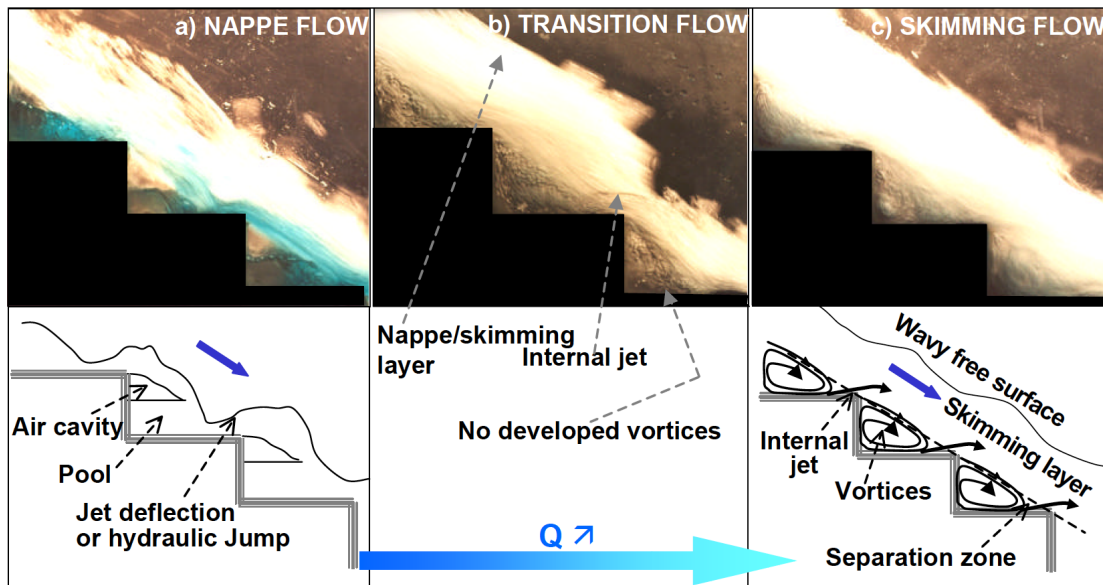 a) NAPPE FLOW
b) TRANSITION FLOW
c) SKIMMING FLOW
Nappe/skimming
layer
Internal jet
No developed vortices
Air cavity
Pool
Jet deflection
or hydraulic Jump
Wavy free surface
Skimming layer
Internal
jet
Vortices
Separation zone
Q ↗